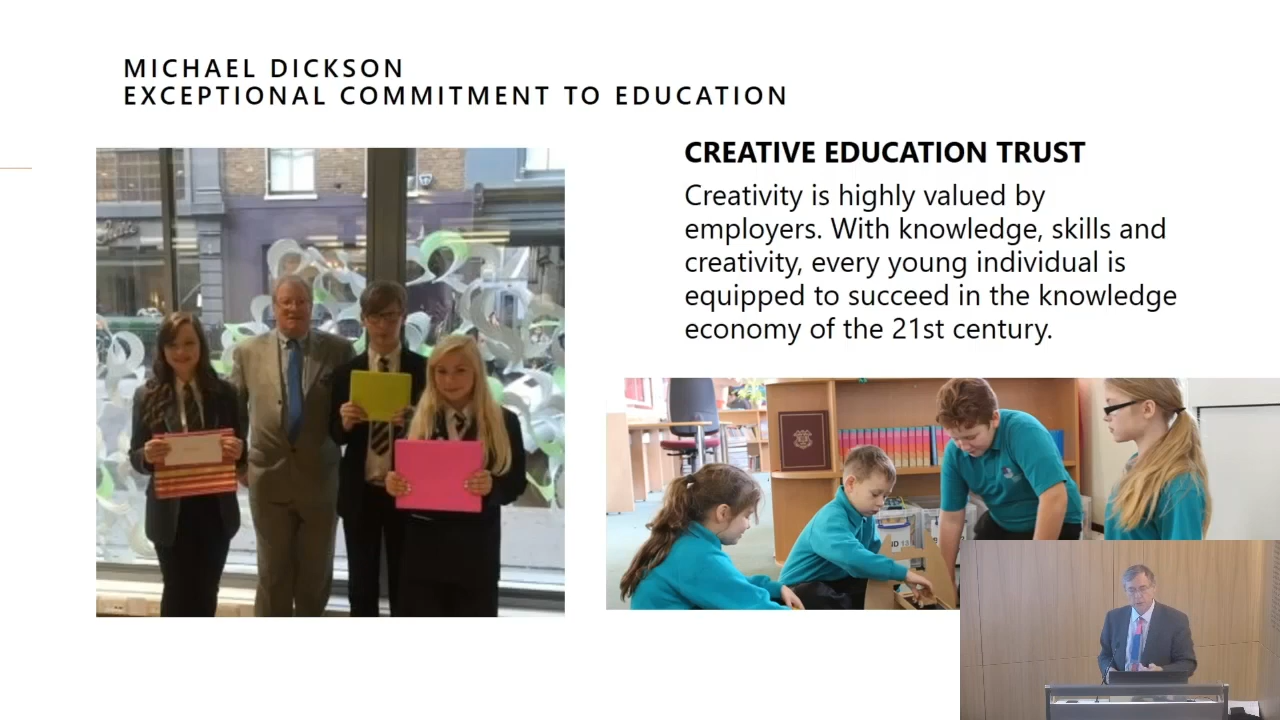 MICHAEL DICKSON
EXCEPTIONAL COMMITMENT TO EDUCATION
CREATIVE EDUCATION TRUST
Creativity is highly valued by
employers. With knowledge, skills and
creativity, every young individual is
equipped to succeed in the knowledge
economy of the 21st century.